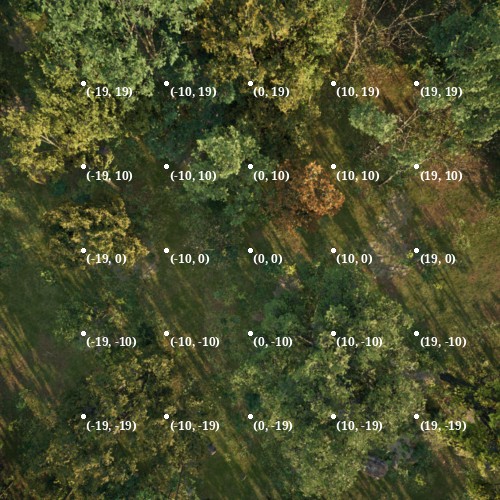 (-19, 19) (-10, 19) (0, 19) (10, 19) (19, 19)
(-19, 10) (-10, 10) (0, 10) (10, 10) (19, 10)
(-19, 0) (-10, 0) (0, 0) (10, 0) (19, 0)
(-19, -10) (-10, -10) (0, -10) (10, -10) (19, -10)
(-19, -19) (-10, -19) (0, -19) (10, -19) (19, -19)